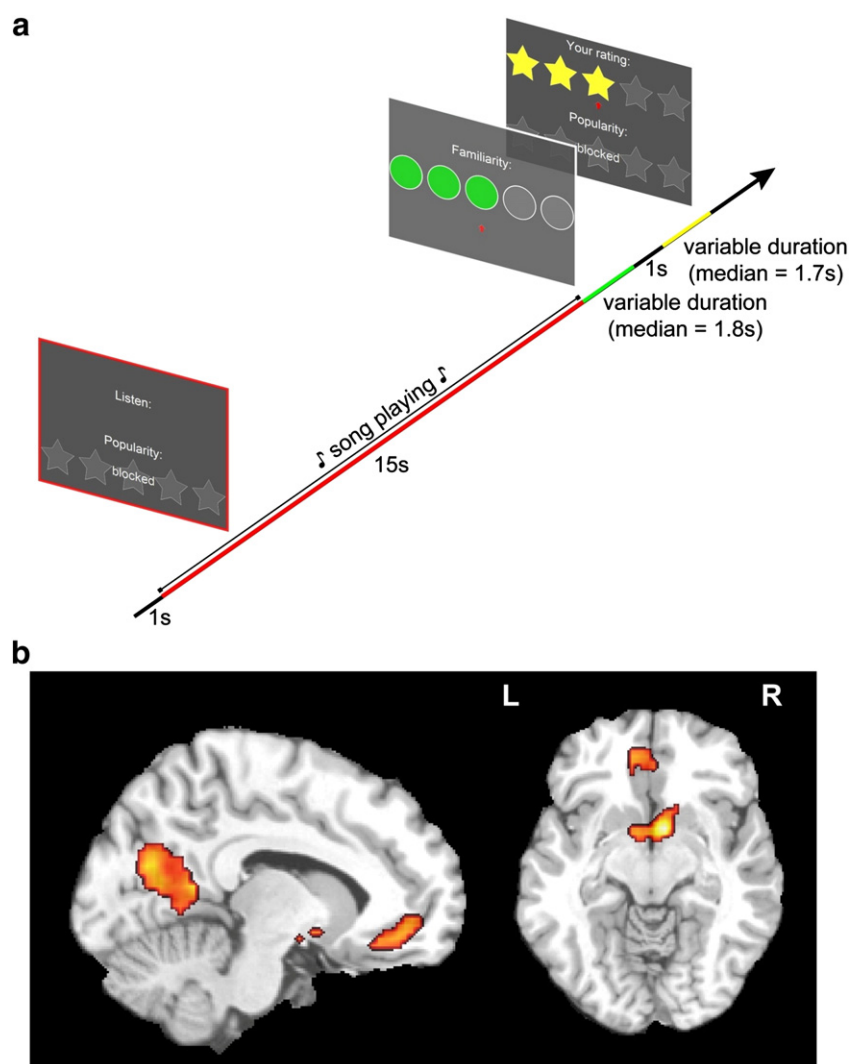 a
Your rating:
Popularity:
blocked
Familiarity:
variable duration
(median = 1.7s)
1s
variable duration
(median = 1.8s)
♪ song playing ♪
15s
Listen:
Popularity:
blocked
1s
b
L
R